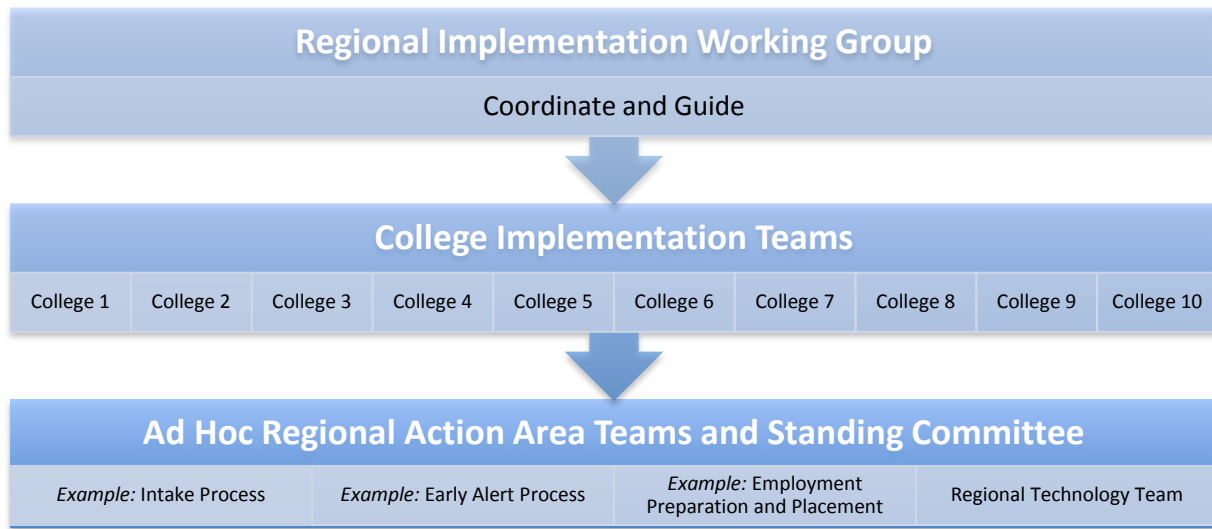 Regional Implementation Working Group
Coordinate and Guide
College Implementation Teams
College 1 College 2 College 3 College 4 College 5 College 6 College 7 College 8 College 9 College 10
Ad Hoc Regional Action Area Teams and Standing Committee
Example: Intake Process
Example: Early Alert Process
Example: Employment
Preparation and Placement
Regional Technology Team